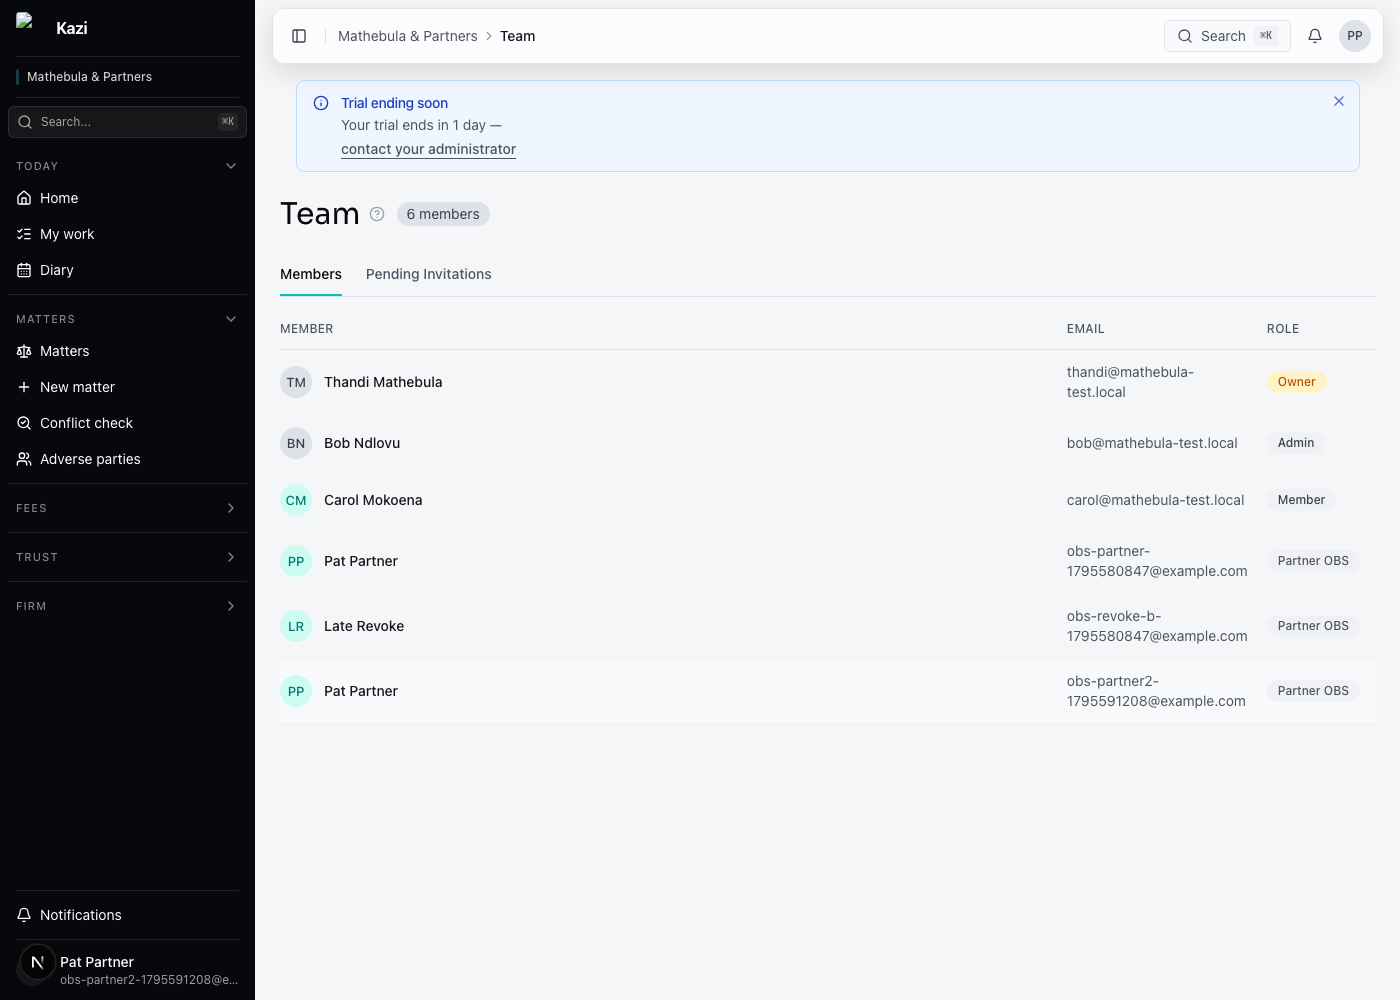 Kazi
Mathebula & Partners
Search...
⌘K
TODAY
Home
My work
Diary
MATTERS
Matters
New matter
Conflict check
Adverse parties
FEES
TRUST
FIRM
Notifications
N
Pat Partner
obs-partner2-1795591208@e...
Mathebula & Partners
Team
Search
⌘K
PP
Trial ending soon
Your trial ends in 1 day —
contact your administrator
Team
6 members
Members
Pending Invitations
MEMBER
EMAIL
ROLE
TM
Thandi Mathebula
thandi@mathebula-
test.local
Owner
BN
Bob Ndlovu
bob@mathebula-test.local
Admin
CM
Carol Mokoena
carol@mathebula-test.local
Member
PP
Pat Partner
obs-partner-
1795580847@example.com
Partner OBS
LR
Late Revoke
obs-revoke-b-
1795580847@example.com
Partner OBS
PP
Pat Partner
obs-partner2-
1795591208@example.com
Partner OBS